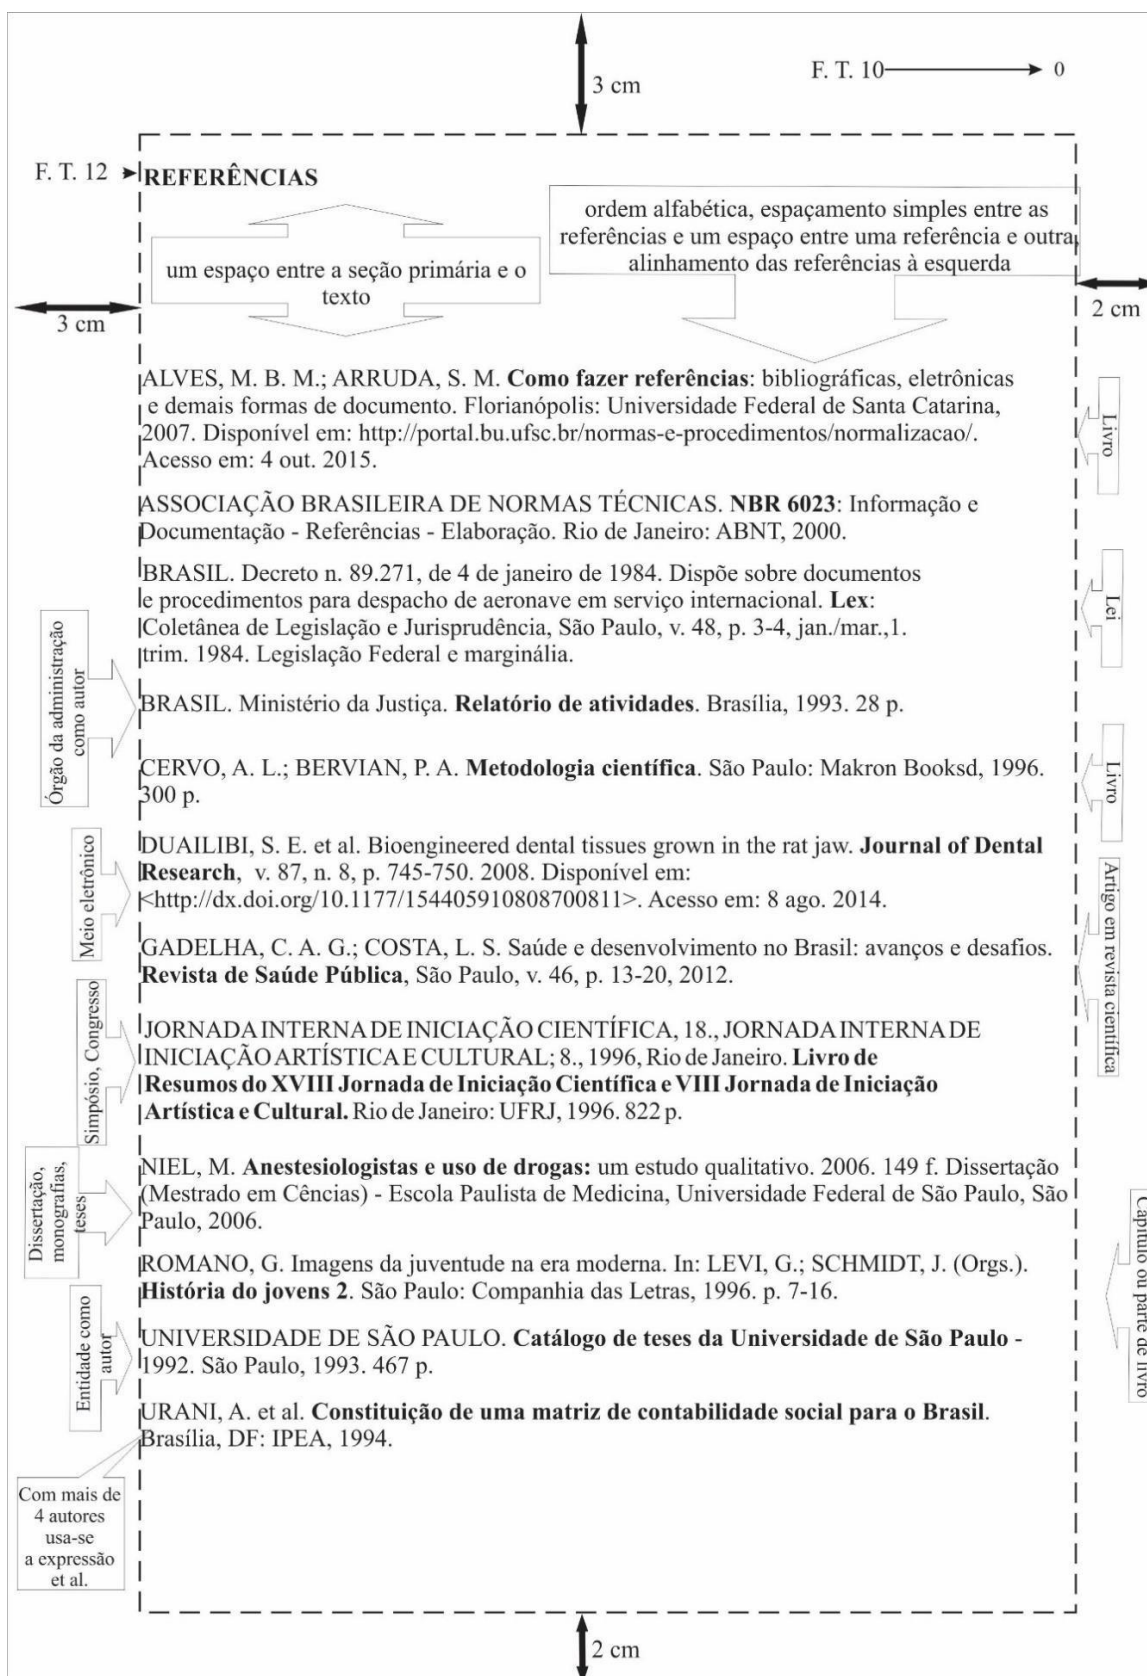 3 cm
F. T. 10
0
F. T. 12
REFERÊNCIAS
um espaço entre a seção primária e o
texto
ordem alfabética, espaçamento simples entre as
referências e um espaço entre uma referência e outra,
alinhamento das referências à esquerda
3 cm
2 cm
ALVES, M. B. M.; ARRUDA, S. M. Como fazer referências: bibliográficas, eletrônicas
e demais formas de documento. Florianópolis: Universidade Federal de Santa Catarina,
2007. Disponível em: http://portal.bu.ufsc.br/normas-e-procedimentos/normalizacao/.
Acesso em: 4 out. 2015.
Livro
ASSOCIAÇÃO BRASILEIRA DE NORMAS TÉCNICAS. NBR 6023: Informação e
Documentação - Referências - Elaboração. Rio de Janeiro: ABNT, 2000.
BRASIL. Decreto n. 89.271, de 4 de janeiro de 1984. Dispõe sobre documentos
e procedimentos para despacho de aeronave em serviço internacional. Lex:
Coletânea de Legislação e Jurisprudência, São Paulo, v. 48, p. 3-4, jan./mar.,1.
trim. 1984. Legislação Federal e marginália.
Lei
Órgão da administração
como autor
BRASIL. Ministério da Justiça. Relatório de atividades. Brasília, 1993. 28 p.
CERVO, A. L.; BERVIAN, P. A. Metodologia científica. São Paulo: Makron Booksd, 1996.
300 p.
Livro
Meio eletrônico
DUAILIBI, S. E. et al. Bioengineered dental tissues grown in the rat jaw. Journal of Dental
Research, v. 87, n. 8, p. 745-750. 2008. Disponível em:
<http://dx.doi.org/10.1177/154405910808700811>. Acesso em: 8 ago. 2014.
GADELHA, C. A. G.; COSTA, L. S. Saúde e desenvolvimento no Brasil: avanços e desafios.
Revista de Saúde Pública, São Paulo, v. 46, p. 13-20, 2012.
Artigo em revista científica
Simpósio, Congresso
JORNADA INTERNA DE INICIAÇÃO CIENTÍFICA, 18., JORNADA INTERNA DE
INICIAÇÃO ARTÍSTICA E CULTURAL; 8., 1996, Rio de Janeiro. Livro de
Resumos do XVIII Jornada de Iniciação Científica e VIII Jornada de Iniciação
Artística e Cultural. Rio de Janeiro: UFRJ, 1996. 822 p.
Dissertação,
monografias,
teses
NIEL, M. Anestesiologistas e uso de drogas: um estudo qualitativo. 2006. 149 f. Dissertação
(Mestrado em Cências) - Escola Paulista de Medicina, Universidade Federal de São Paulo, São
Paulo, 2006.
ROMANO, G. Imagens da juventude na era moderna. In: LEVI, G.; SCHMIDT, J. (Orgs.).
História do jovens 2. São Paulo: Companhia das Letras, 1996. p. 7-16.
Capítulo ou parte de livro
Entidade como
autor
UNIVERSIDADE DE SÃO PAULO. Catálogo de teses da Universidade de São Paulo -
1992. São Paulo, 1993. 467 p.
URANI, A. et al. Constituição de uma matriz de contabilidade social para o Brasil.
Brasília, DF: IPEA, 1994.
Com mais de
4 autores
usa-se
a expressão
et al.
2 cm